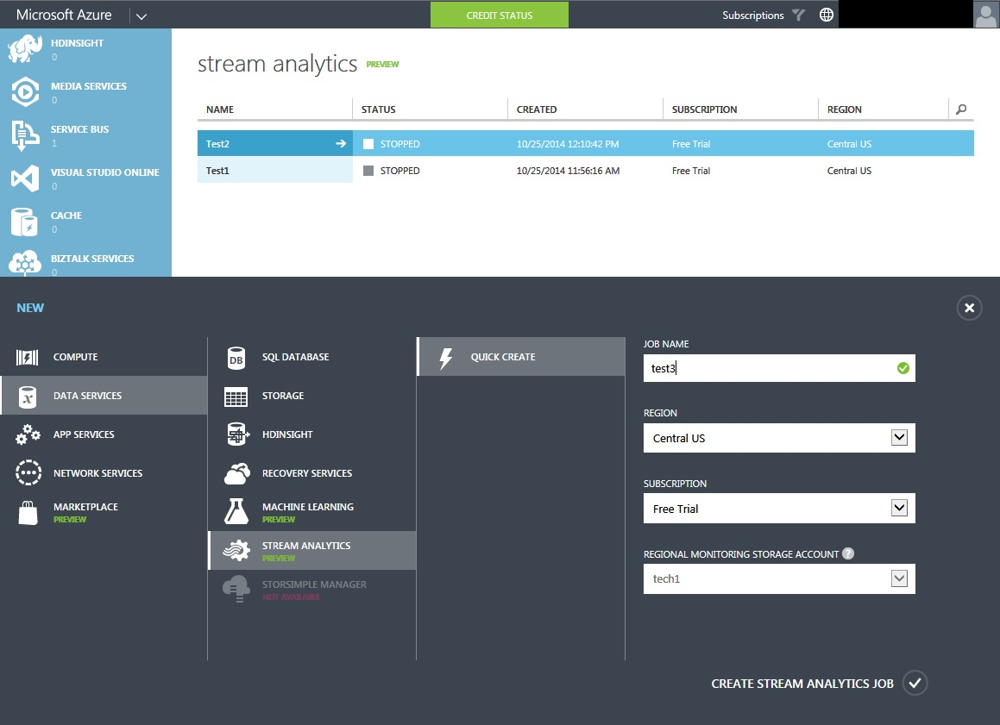 Microsoft Azure
CREDIT STATUS
Subscriptions
HDINSIGHT
0
MEDIA SERVICES
0
SERVICE BUS
1
VISUAL STUDIO ONLINE
0
CACHE
0
BIZTALK SERVICES
0
stream analytics PREVIEW
NAME STATUS CREATED SUBSCRIPTION REGION
Test2 STOPPED 10/25/2014 12:10:42 PM Free Trial Central US
Test1 STOPPED 10/25/2014 11:56:16 AM Free Trial Central US
NEW
COMPUTE
DATA SERVICES
APP SERVICES
NETWORK SERVICES
MARKETPLACE
PREVIEW
DB
SQL DATABASE
STORAGE
HDINSIGHT
RECOVERY SERVICES
MACHINE LEARNING
PREVIEW
STREAM ANALYTICS
PREVIEW
STORSIMPLE MANAGER
NOT AVAILABLE
QUICK CREATE
JOB NAME
test3
REGION
Central US
SUBSCRIPTION
Free Trial
REGIONAL MONITORING STORAGE ACCOUNT ?
tech1
CREATE STREAM ANALYTICS JOB